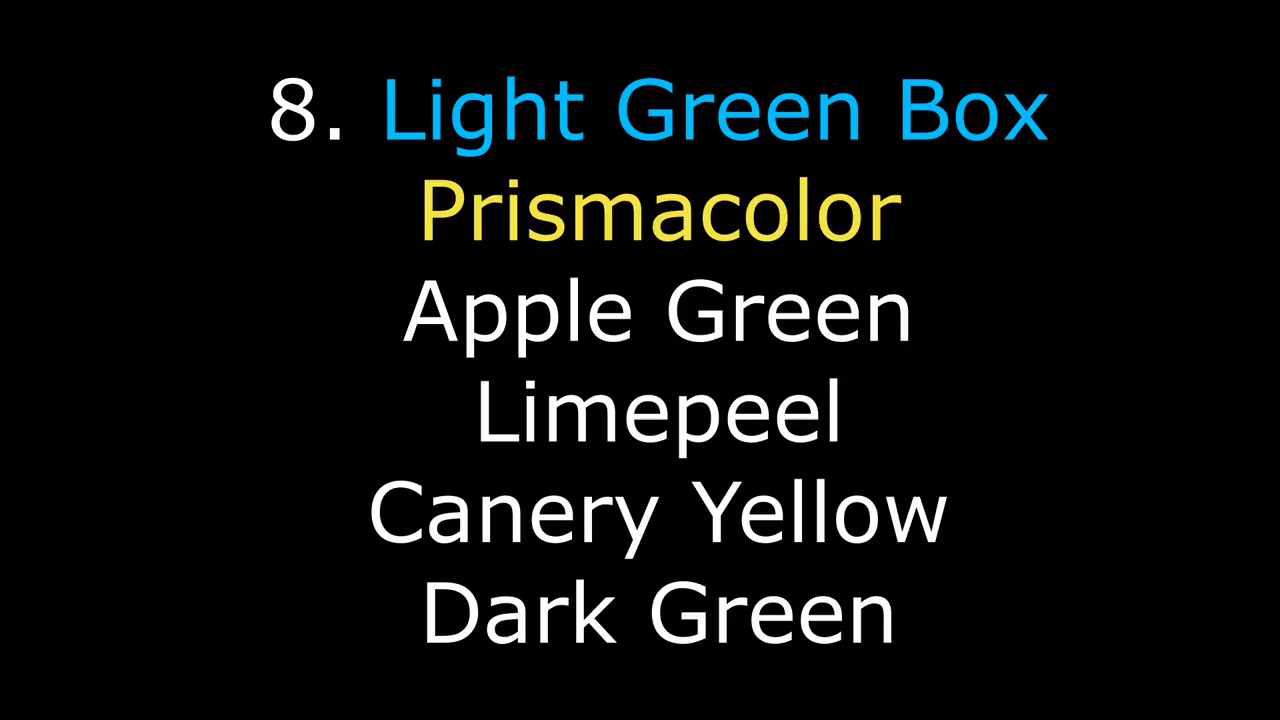 8. Light Green Box
Prismacolor
Apple Green
Limepeel
Canery Yellow
Dark Green